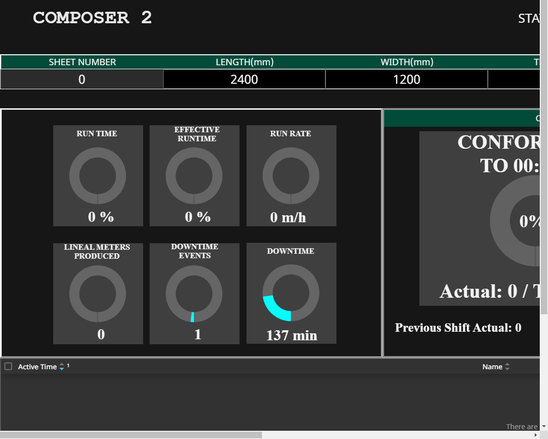 COMPOSER 2
STA
SHEET NUMBER LENGTH(mm) WIDTH(mm) T
0 2400 1200
RUN TIME
0 %
EFFECTIVE
RUNTIME
0 %
RUN RATE
0 m/h
LINEAL METERS
PRODUCED
0
DOWNTIME
EVENTS
1
DOWNTIME
137 min
CONFOR
TO 00:
0%
Actual: 0 / T
Previous Shift Actual: 0
Active Time 1 Name
There are